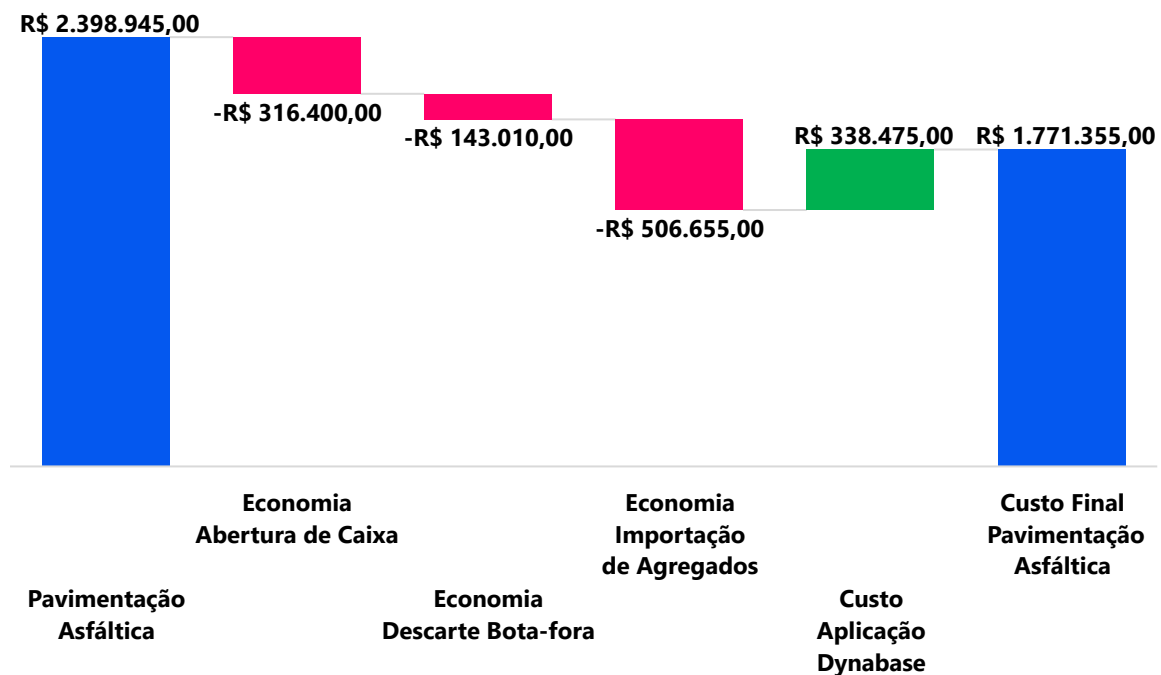 R$ 2.398.945,00
-R$ 316.400,00
-R$ 143.010,00
-R$ 506.655,00
R$ 338.475,00
R$ 1.771.355,00
Pavimentação
Asfáltica
Economia
Abertura de Caixa
Economia
Descarte Bota-fora
Economia
Importação
de Agregados
Custo
Aplicação
Dynabase
Custo Final
Pavimentação
Asfáltica